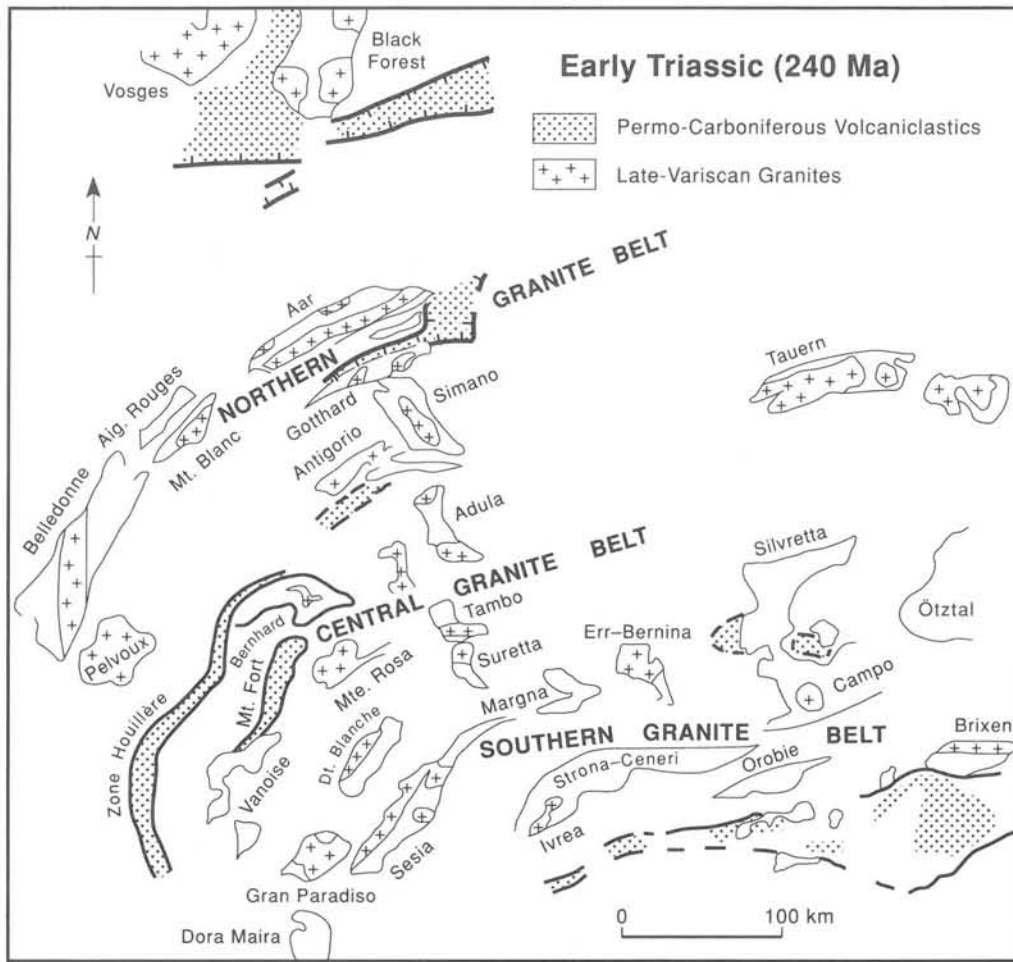 Early Triassic (240 Ma)
Permo-Carboniferous Volcaniclastics
Late-Variscan Granites
Vosges
Black
Forest
N
NORTHERN GRANITE BELT
Aar
Aig. Rouges
Mt. Blanc
Gotthard
Simano
Antigorio
Tauern
Belledonne
Adula
Pelvoux
CENTRAL GRANITE BELT
Silvretta
Ötztal
Bernhard
Tambo
Err–Bernina
Mt. Fort
Mte. Rosa
Suretta
Margna
Campo
Zone Houillère
Dt. Blanche
SOUTHERN GRANITE BELT
Brixen
Vanoise
Strona–Ceneri
Orobie
Ivrea
Sesia
Gran Paradiso
Dora Maira
0 100 km